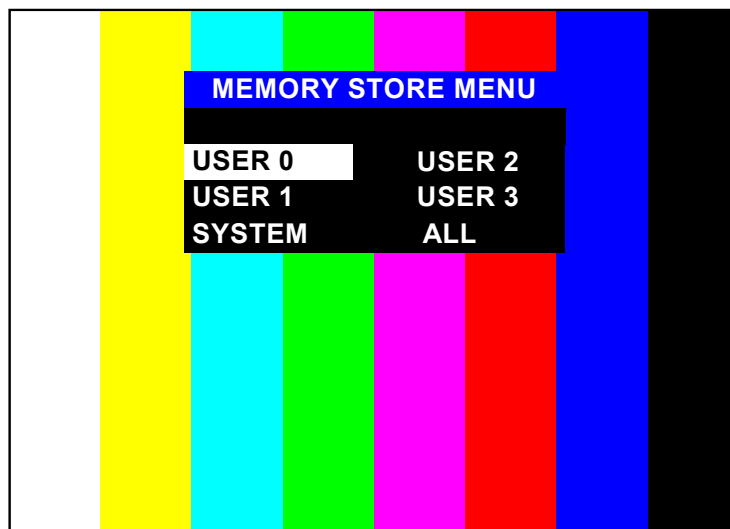 MEMORY STORE MENU
USER 0 USER 2
USER 1 USER 3
SYSTEM ALL